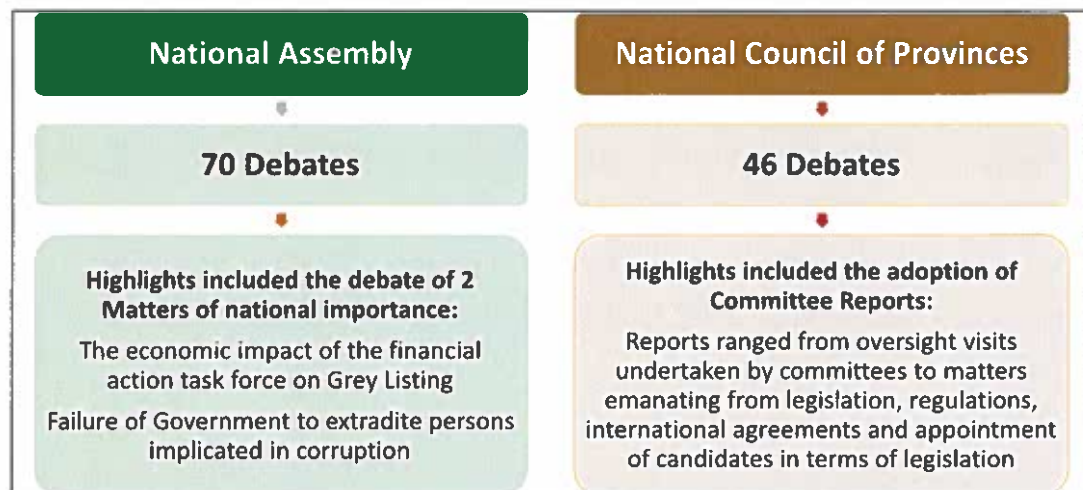 National Assembly
70 Debates
Highlights included the debate of 2
Matters of national importance:
The economic impact of the financial
action task force on Grey Listing
Failure of Government to extradite persons
implicated in corruption
National Council of Provinces
46 Debates
Highlights included the adoption of
Committee Reports:
Reports ranged from oversight visits
undertaken by committees to matters
emanating from legislation, regulations,
international agreements and appointment
of candidates in terms of legislation